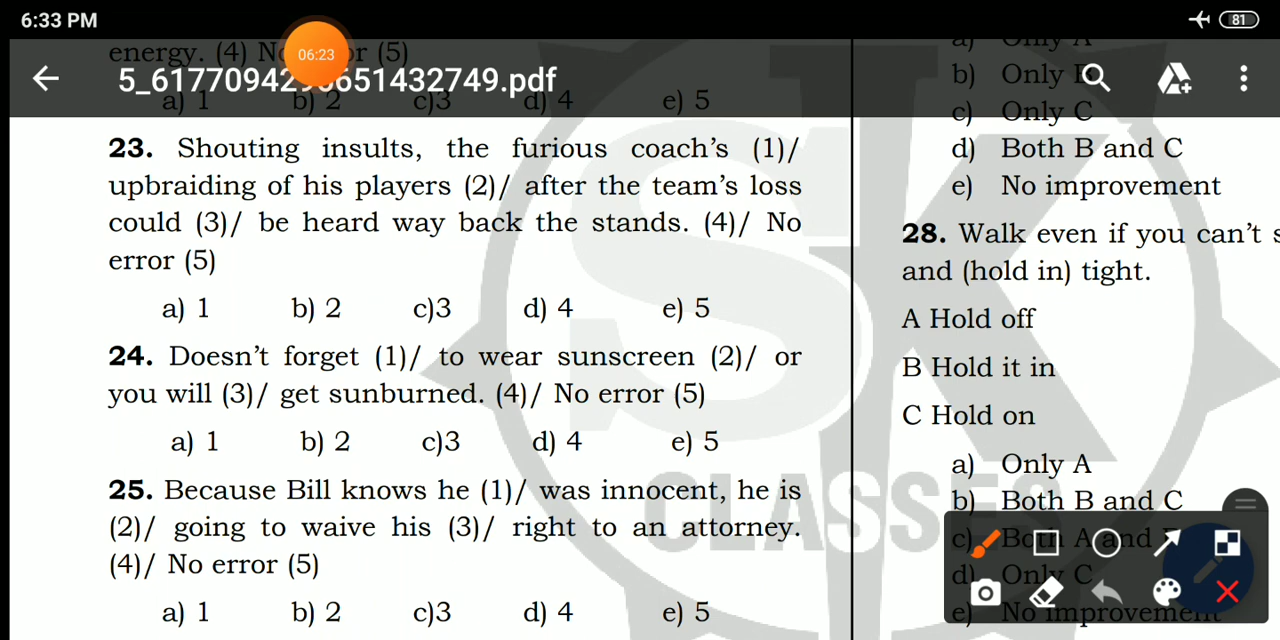 6:33 PM
81
energy. (4)
06:23
(5)
5_6177094290651432749.pdf
a) 1 b) 2 c)3 d) 4 e) 5
23. Shouting insults, the furious coach's (1)/
upbraiding of his players (2)/ after the team's loss
could (3)/ be heard way back the stands. (4)/ No
error (5)
a) 1 b) 2 c)3 d) 4 e) 5
24. Doesn't forget (1)/ to wear sunscreen (2)/ or
you will (3)/ get sunburned. (4)/ No error (5)
a) 1 b) 2 c)3 d) 4 e) 5
25. Because Bill knows he (1)/ was innocent, he is
(2)/ going to waive his (3)/ right to an attorney.
(4)/ No error (5)
a) 1 b) 2 c)3 d) 4 e) 5
a) Only A
b) Only B
c) Only C
d) Both B and C
e) No improvement
28. Walk even if you can't
and (hold in) tight.
A Hold off
B Hold it in
C Hold on
a) Only A
b) Both B and C
c) Both A and
d) Only C
e) No improvement
SK
CLASSES